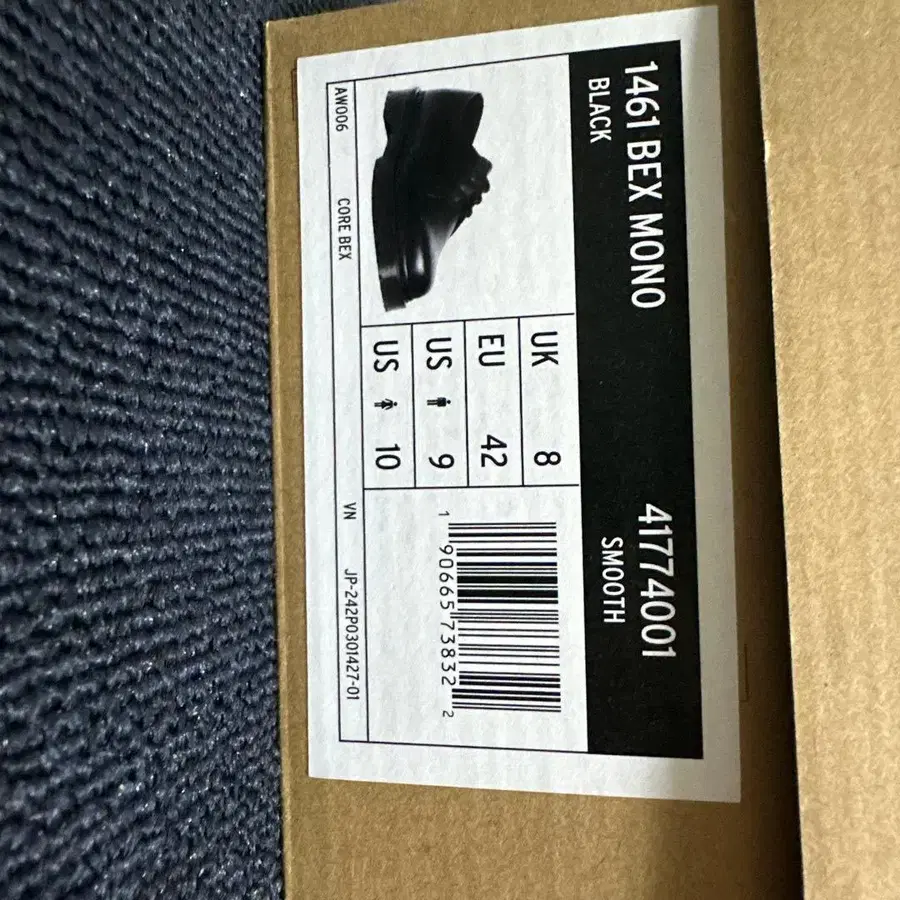 1461 BEX MONO 41774001
BLACK SMOOTH
UK 8
EU 42
US 9
US 10
1 90665 73832 2
AW006 CORE BEX VN JP-242P0301427-01